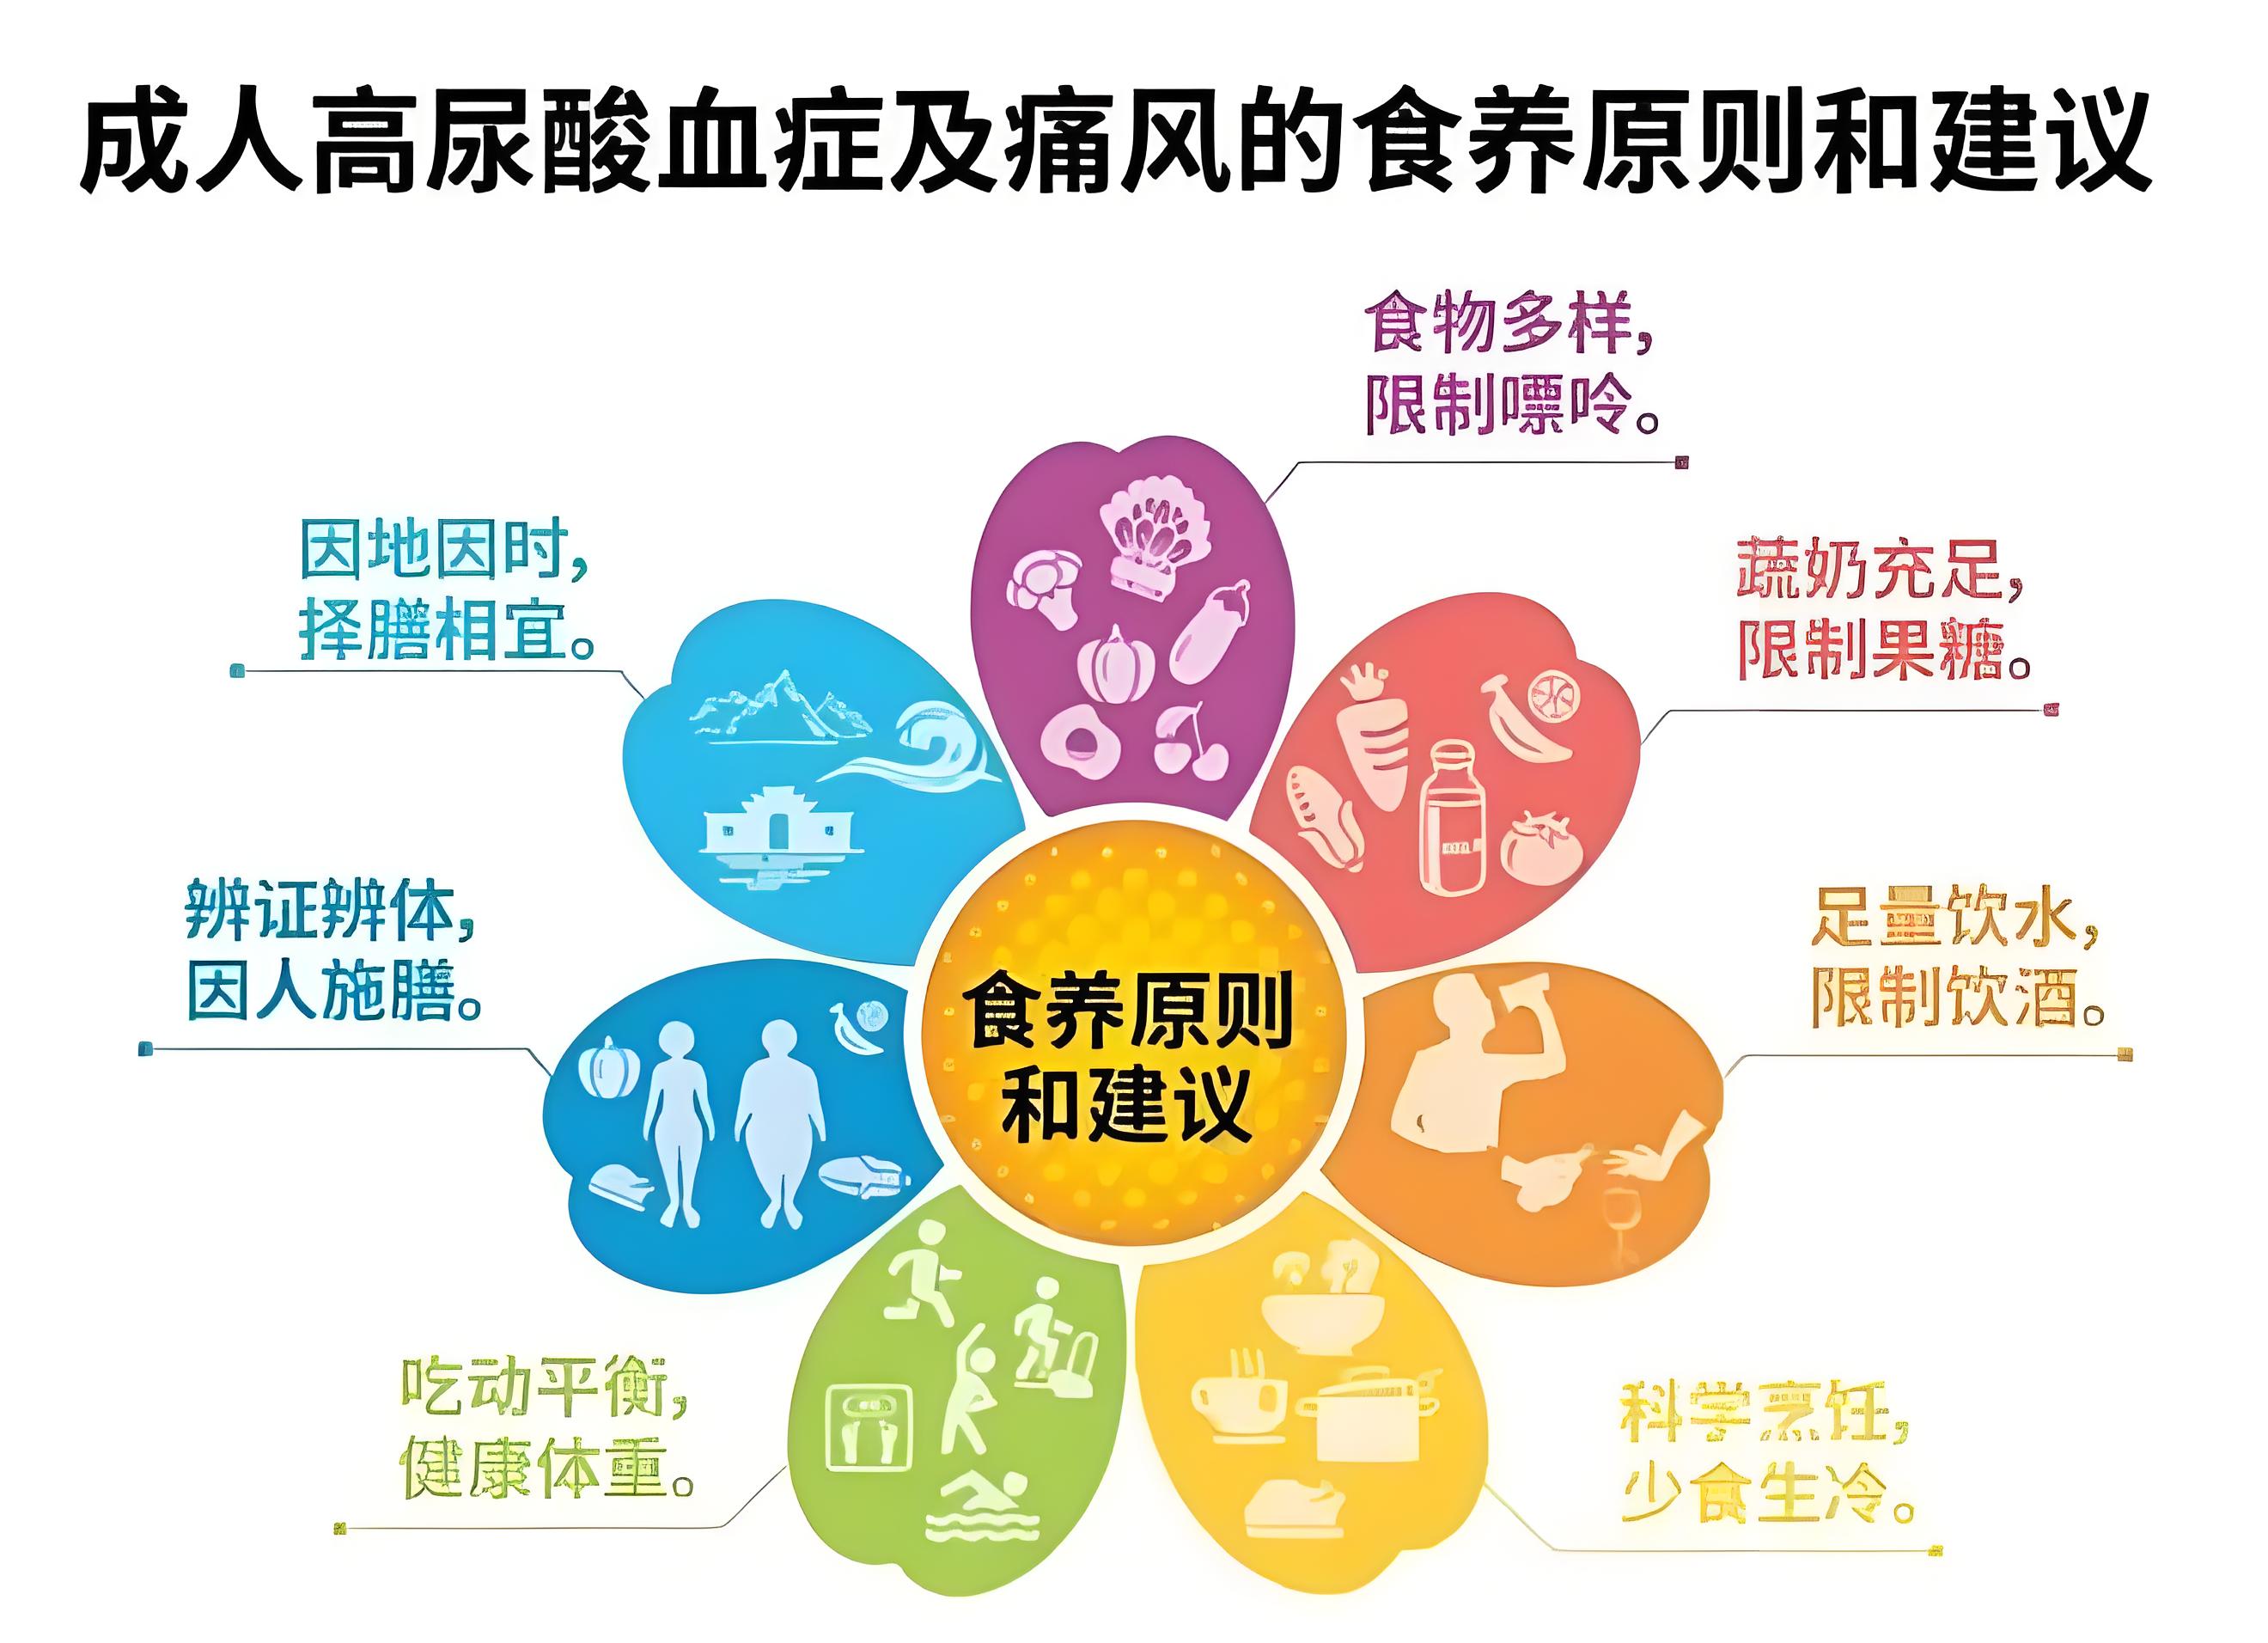 成人高尿酸血症及痛风的食养原则和建议
食物多样，
限制嘌呤。
蔬奶充足，
限制果糖。
足量饮水，
限制饮酒。
科学烹饪，
少食生冷。
吃动平衡，
健康体重。
辨证辨体，
因人施膳。
因地因时，
择膳相宜。
食养原则
和建议